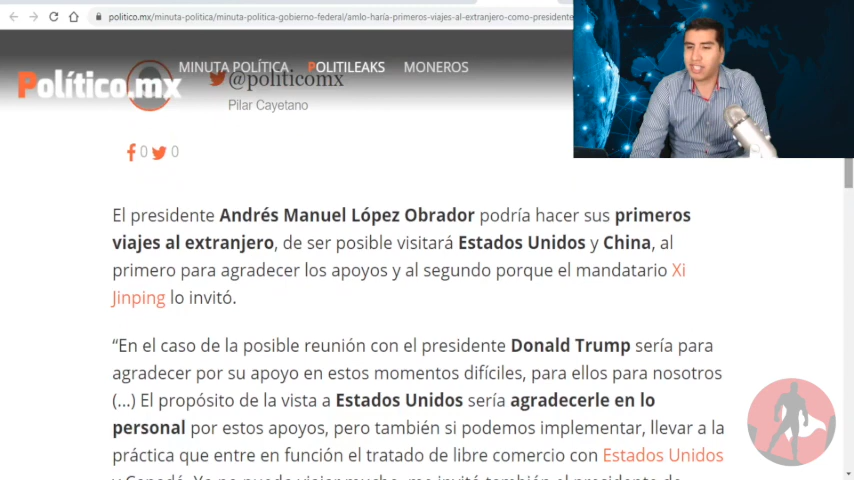 politico.mx/minuta-politica/minuta-politica-gobierno-federal/amlo-haría-primeros-viajes-al-extranjero-como-presidente
Político.mx
MINUTA POLÍTICA
POLITILEAKS
MONEROS
@politicomx
Pilar Cayetano
0 0
El presidente Andrés Manuel López Obrador podría hacer sus primeros
viajes al extranjero, de ser posible visitará Estados Unidos y China, al
primero para agradecer los apoyos y al segundo porque el mandatario Xi
Jinping lo invitó.
“En el caso de la posible reunión con el presidente Donald Trump sería para
agradecer por su apoyo en estos momentos difíciles, para ellos para nosotros
(...) El propósito de la vista a Estados Unidos sería agradecerle en lo
personal por estos apoyos, pero también si podemos implementar, llevar a la
práctica que entre en función el tratado de libre comercio con Estados Unidos